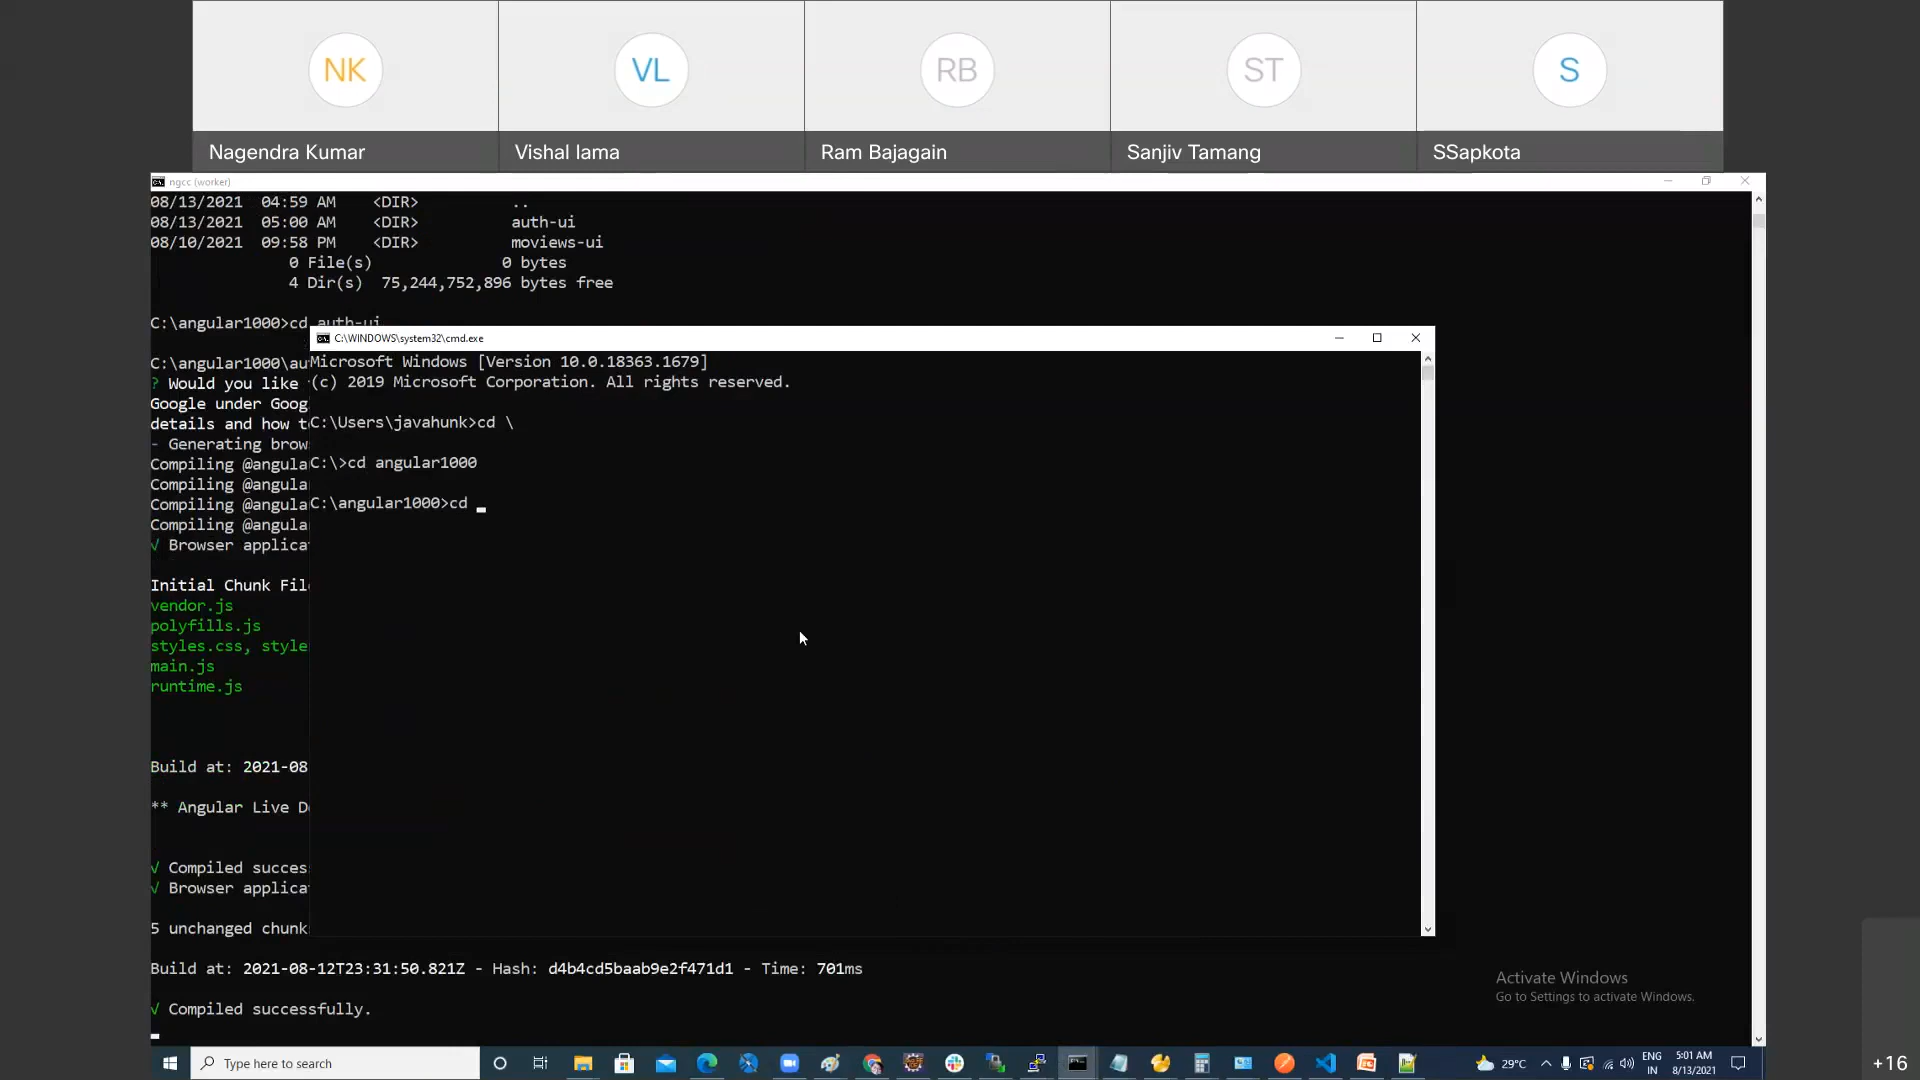 NK
VL
RB
ST
S
Nagendra Kumar
Vishal lama
Ram Bajagain
Sanjiv Tamang
SSapkota
ngcc (worker)
08/13/2021  04:59 AM    <DIR>          ..
08/13/2021  05:00 AM    <DIR>          auth-ui
08/10/2021  09:58 PM    <DIR>          moviews-ui
0 File(s)              0 bytes
4 Dir(s)  75,244,752,896 bytes free
C:\angular1000>cd auth-ui
C:\WINDOWS\system32\cmd.exe
Microsoft Windows [Version 10.0.18363.1679]
(c) 2019 Microsoft Corporation. All rights reserved.
C:\Users\javahunk>cd \
C:\>cd angular1000
C:\angular1000>cd
C:\angular1000\au
? Would you like
Google under Goog
details and how t
- Generating brow
Compiling @angula
Compiling @angula
Compiling @angula
Compiling @angula
√ Browser applica
Initial Chunk Fil
vendor.js
polyfills.js
styles.css, style
main.js
runtime.js
Build at: 2021-08
** Angular Live D
√ Compiled succes
√ Browser applica
5 unchanged chunk
Build at: 2021-08-12T23:31:50.821Z - Hash: d4b4cd5baab9e2f471d1 - Time: 701ms
√ Compiled successfully.
Activate Windows
Go to Settings to activate Windows.
Type here to search
29°C
ENG
IN
5:01 AM
8/13/2021
+16